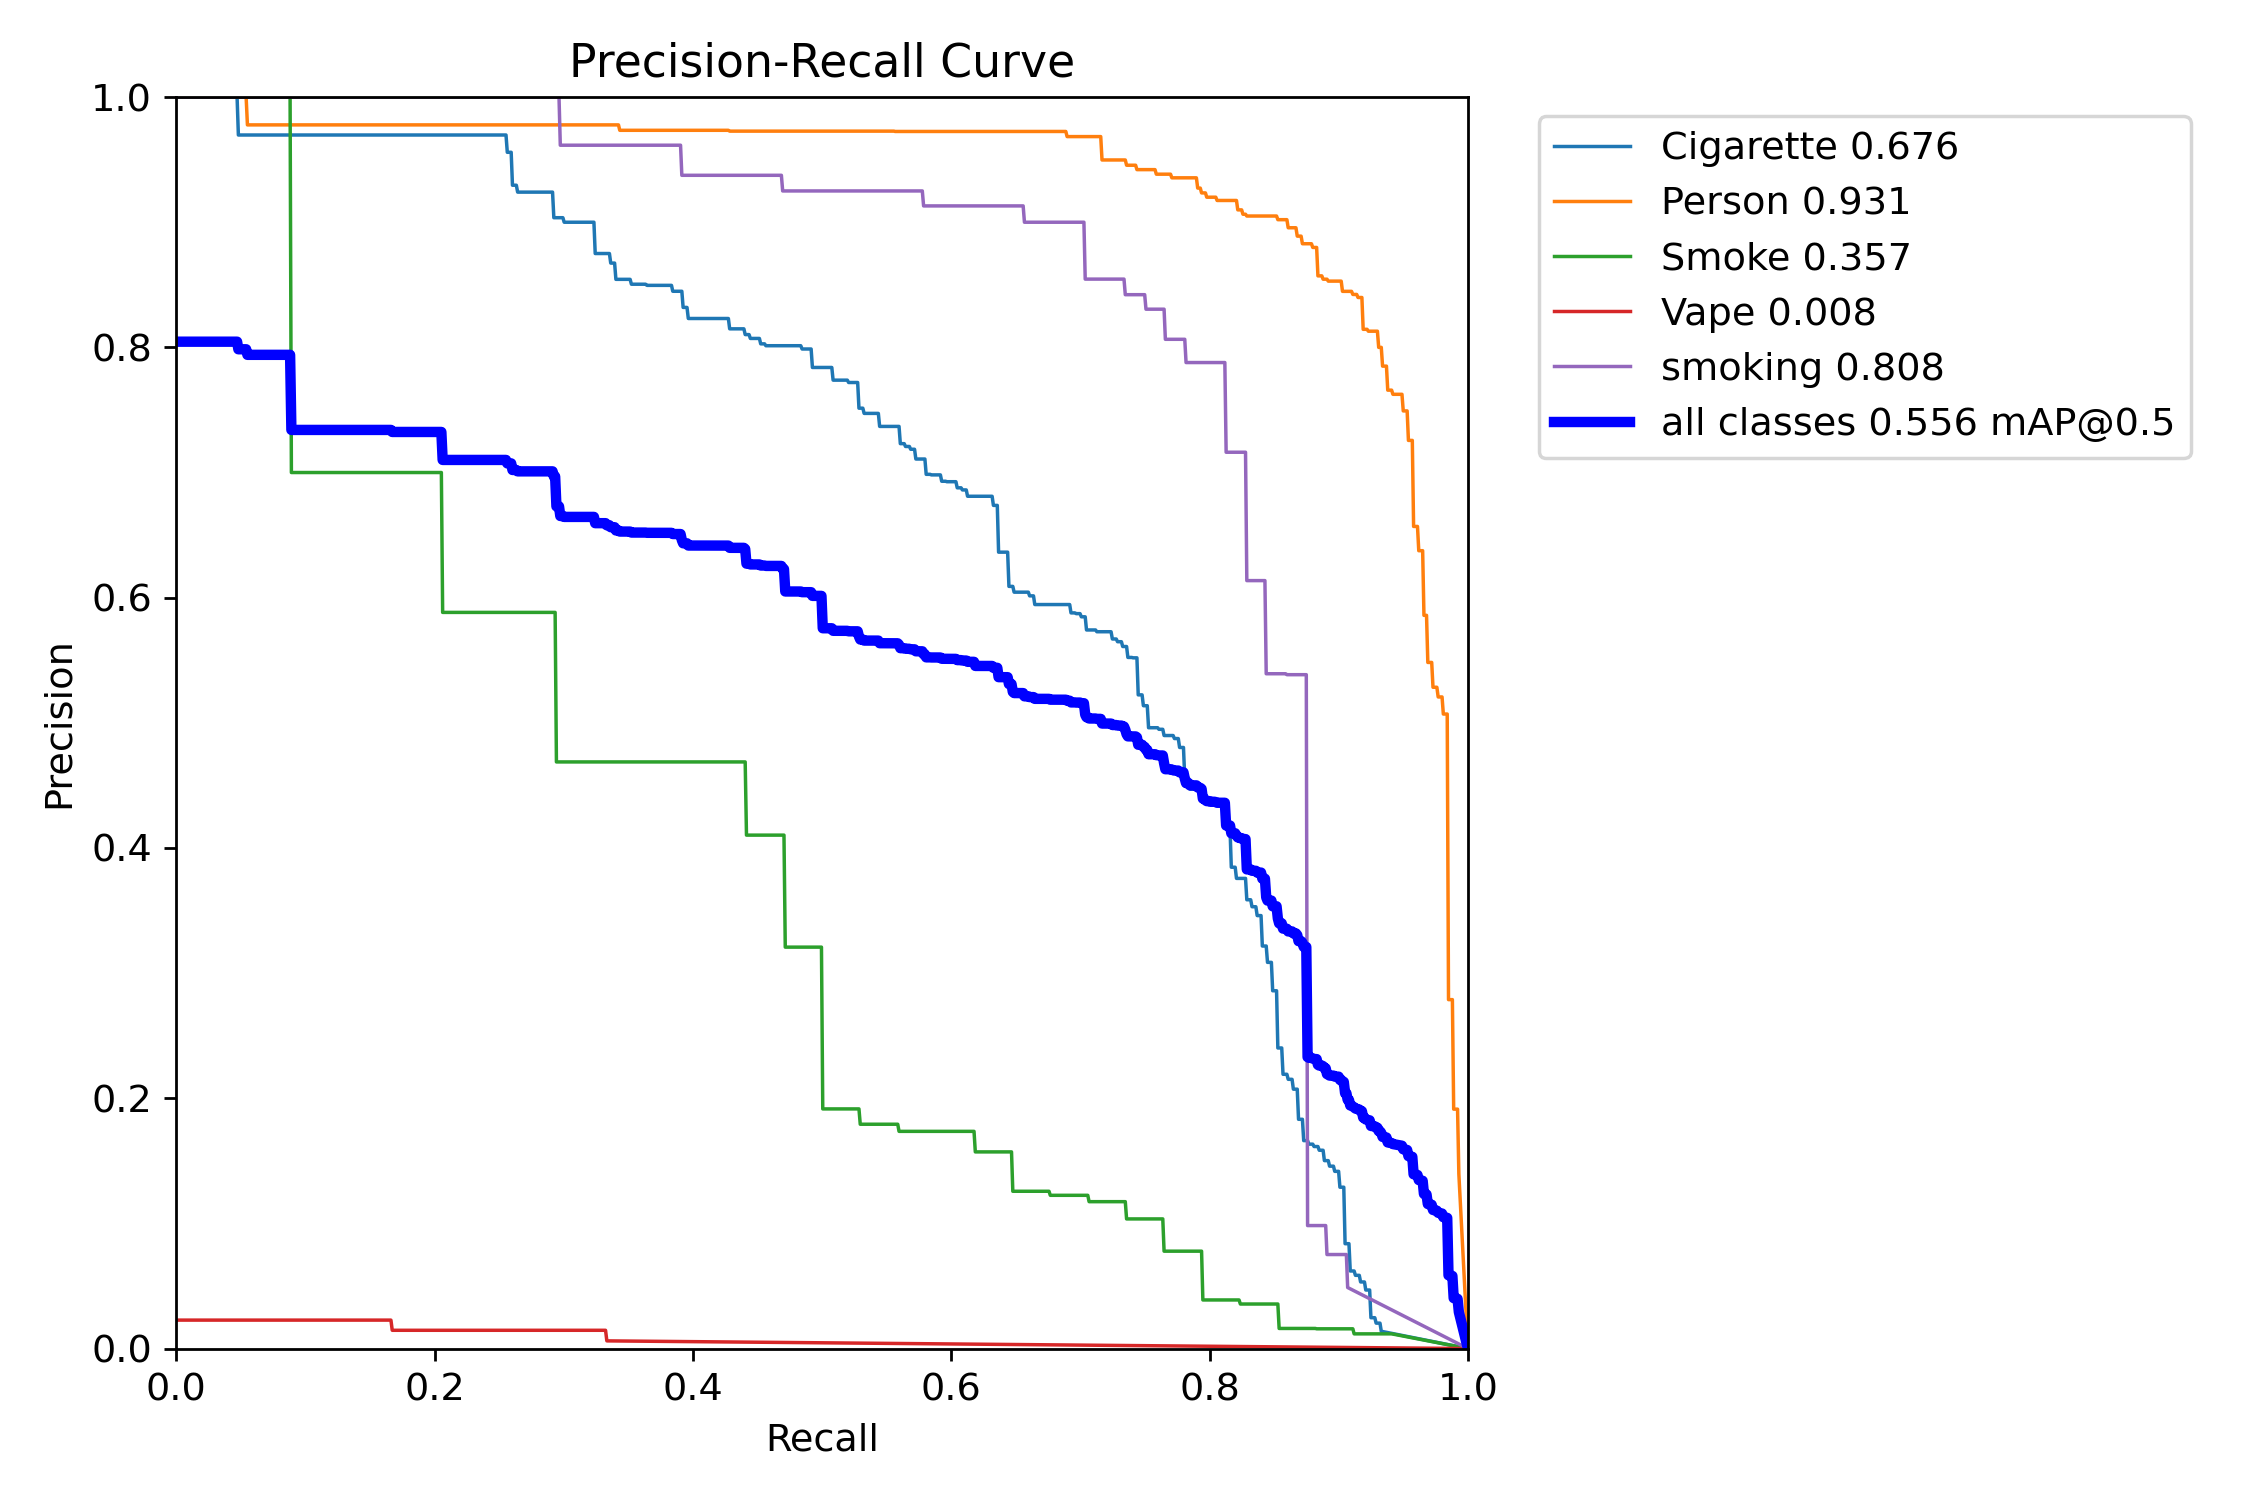 Precision-Recall Curve
1.0
0.8
0.6
0.4
0.2
0.0
Precision
0.0 0.2 0.4 0.6 0.8 1.0
Recall
Cigarette 0.676
Person 0.931
Smoke 0.357
Vape 0.008
smoking 0.808
all classes 0.556 mAP@0.5